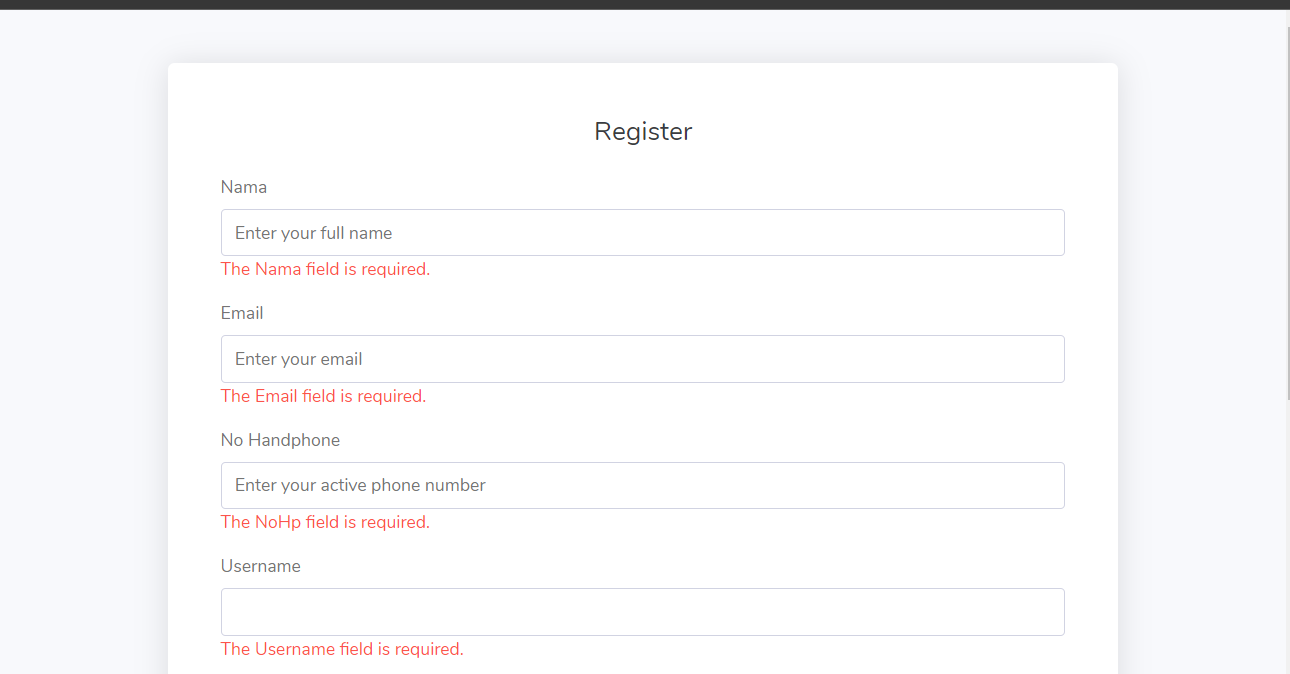 Register
Nama
Enter your full name
The Nama field is required.
Email
Enter your email
The Email field is required.
No Handphone
Enter your active phone number
The NoHp field is required.
Username
The Username field is required.